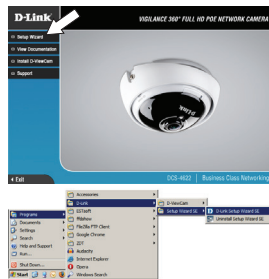 D-Link
VIGILANCE 360° FULL HD POE NETWORK CAMERA
Setup Wizard
View Documentation
Install D-ViewCam
Support
D-Link
Exit
DCS-4622 | Business Class Networking
Accessories
Programs
D-Link
D-ViewCam
Documents
ESTsoft
Setup Wizard SE
D-Link Setup Wizard SE
Settings
Uninstall Setup Wizard SE
FileZilla FTP Client
Search
Google Chrome
Help and Support
Run...
Audacity
Internet Explorer
Shut Down...
Opera
Start
Windows Search